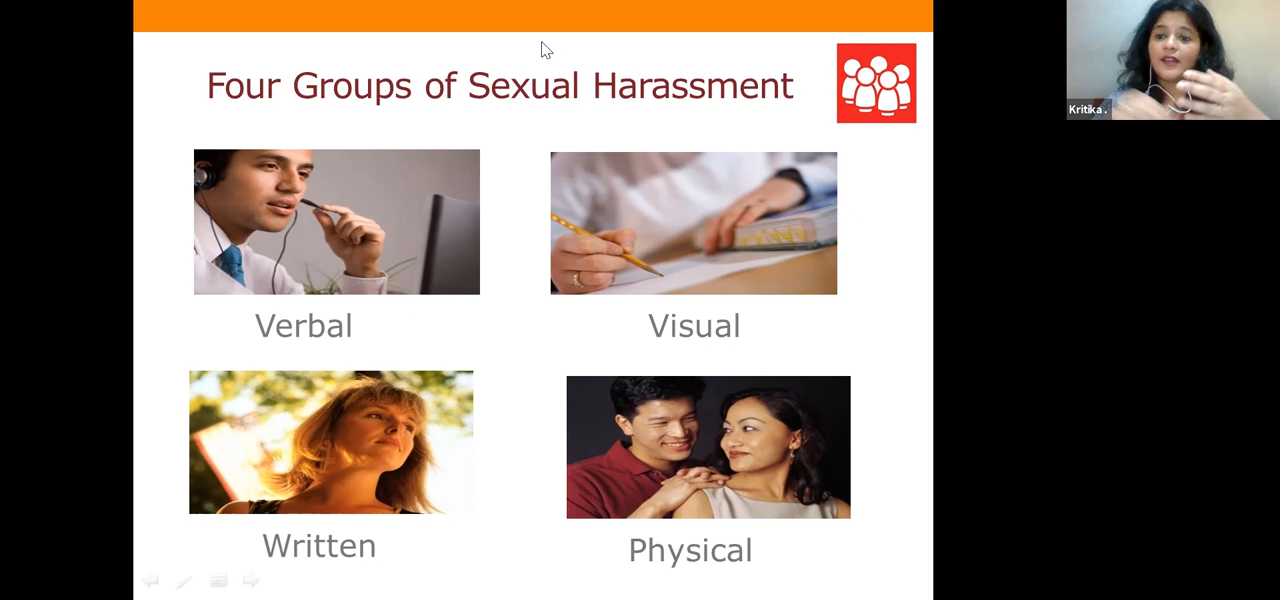 Four Groups of Sexual Harassment
Kritika .
Verbal
Visual
Written
Physical